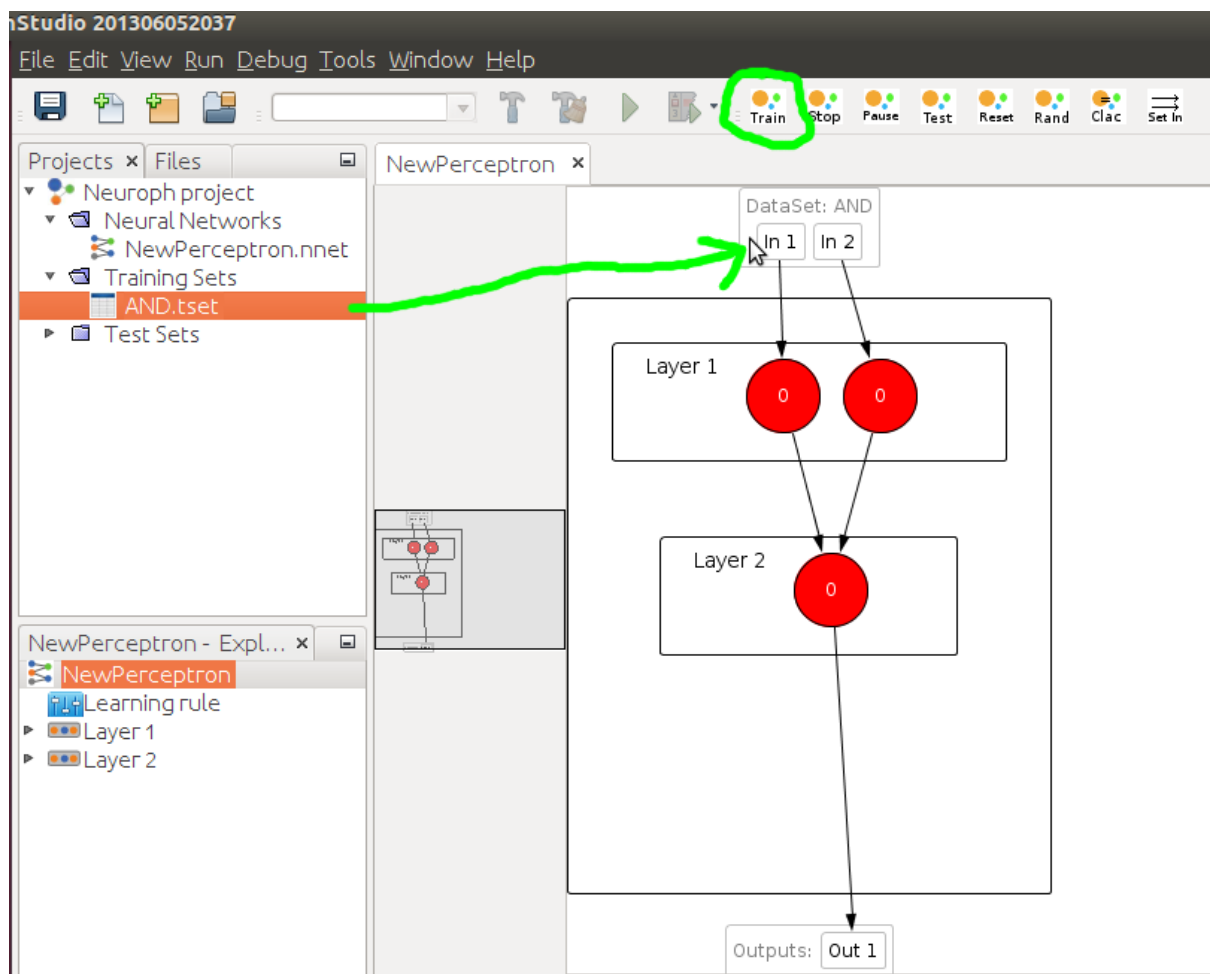 nStudio 201306052037
File Edit View Run Debug Tools Window Help
Train Stop Pause Test Reset Rand Clac Set In
Projects Files
NewPerceptron
Neuroph project
Neural Networks
NewPerceptron.nnet
Training Sets
AND.tset
Test Sets
DataSet: AND
In 1 In 2
Layer 1
0 0
Layer 2
0
Outputs: Out 1
NewPerceptron - Expl...
NewPerceptron
Learning rule
Layer 1
Layer 2